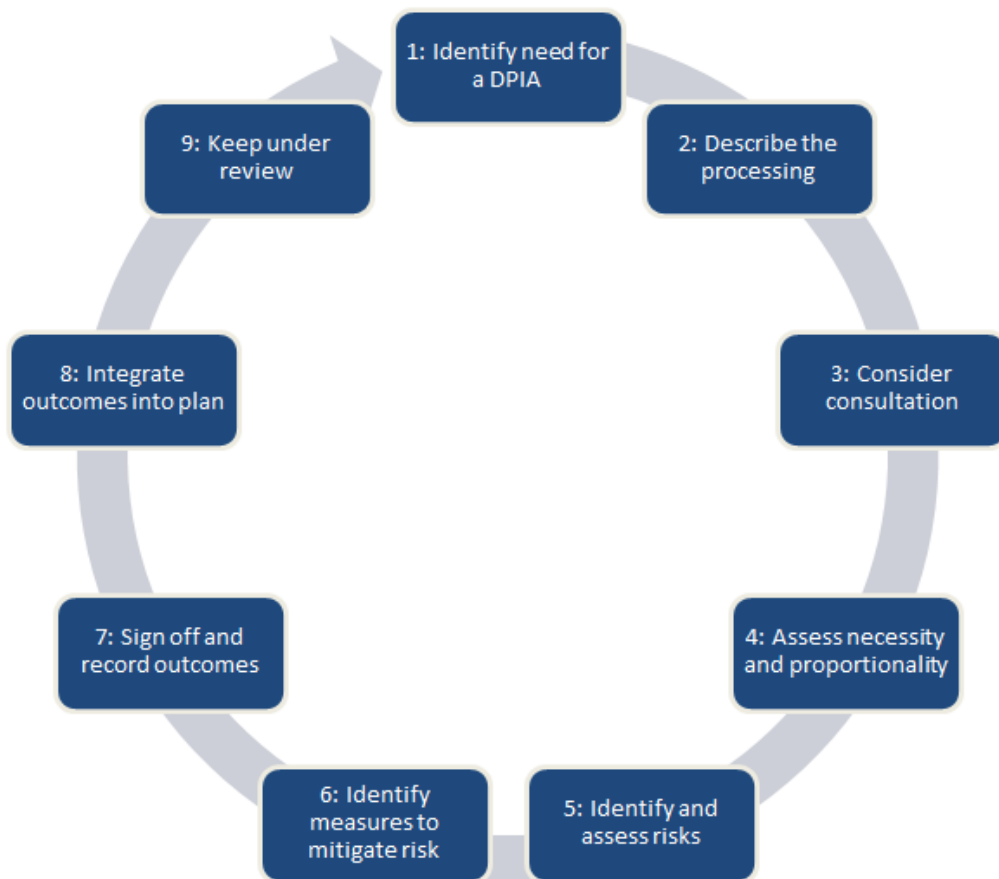 1: Identify need for
a DPIA
2: Describe the
processing
3: Consider
consultation
4: Assess necessity
and proportionality
5: Identify and
assess risks
6: Identify
measures to
mitigate risk
7: Sign off and
record outcomes
8: Integrate
outcomes into plan
9: Keep under
review